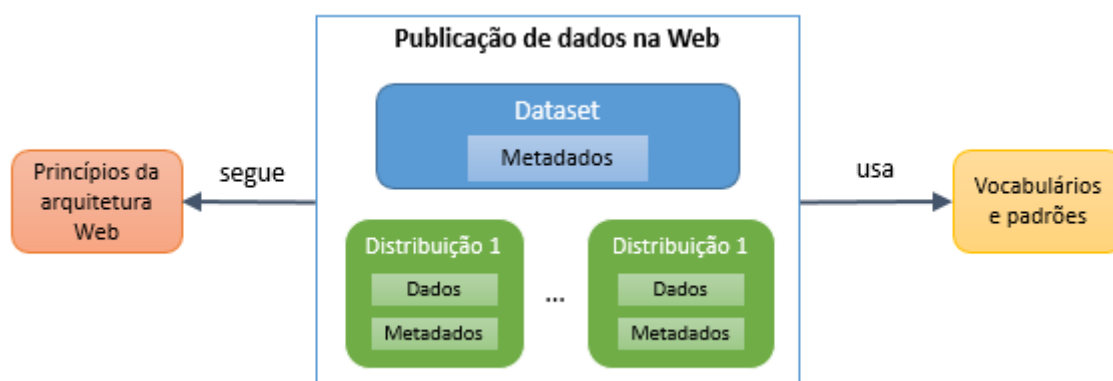 Publicação de dados na Web
Dataset
Metadados
Princípios da
arquitetura
Web
segue
usa
Vocabulários
e padrões
Distribuição 1
Dados
Metadados
...
Distribuição 1
Dados
Metadados